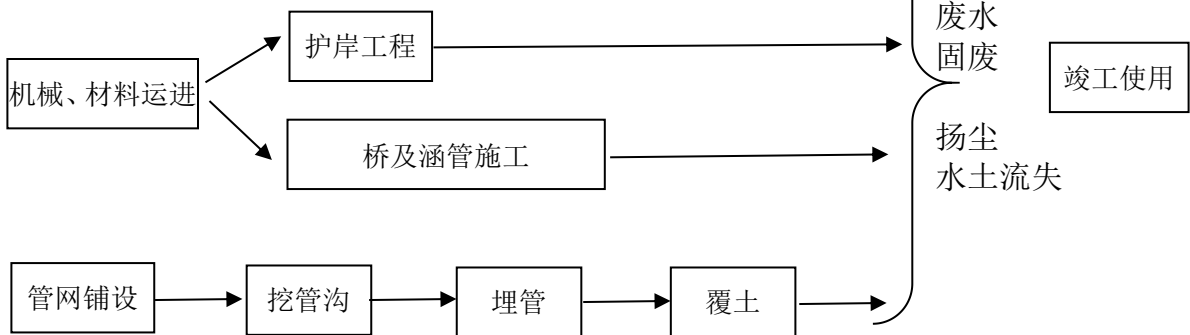 废水
护岸工程
固废
竣工使用
机械、材料运进
扬尘
桥及涵管施工
水土流失
管网铺设
挖管沟
埋管
覆土